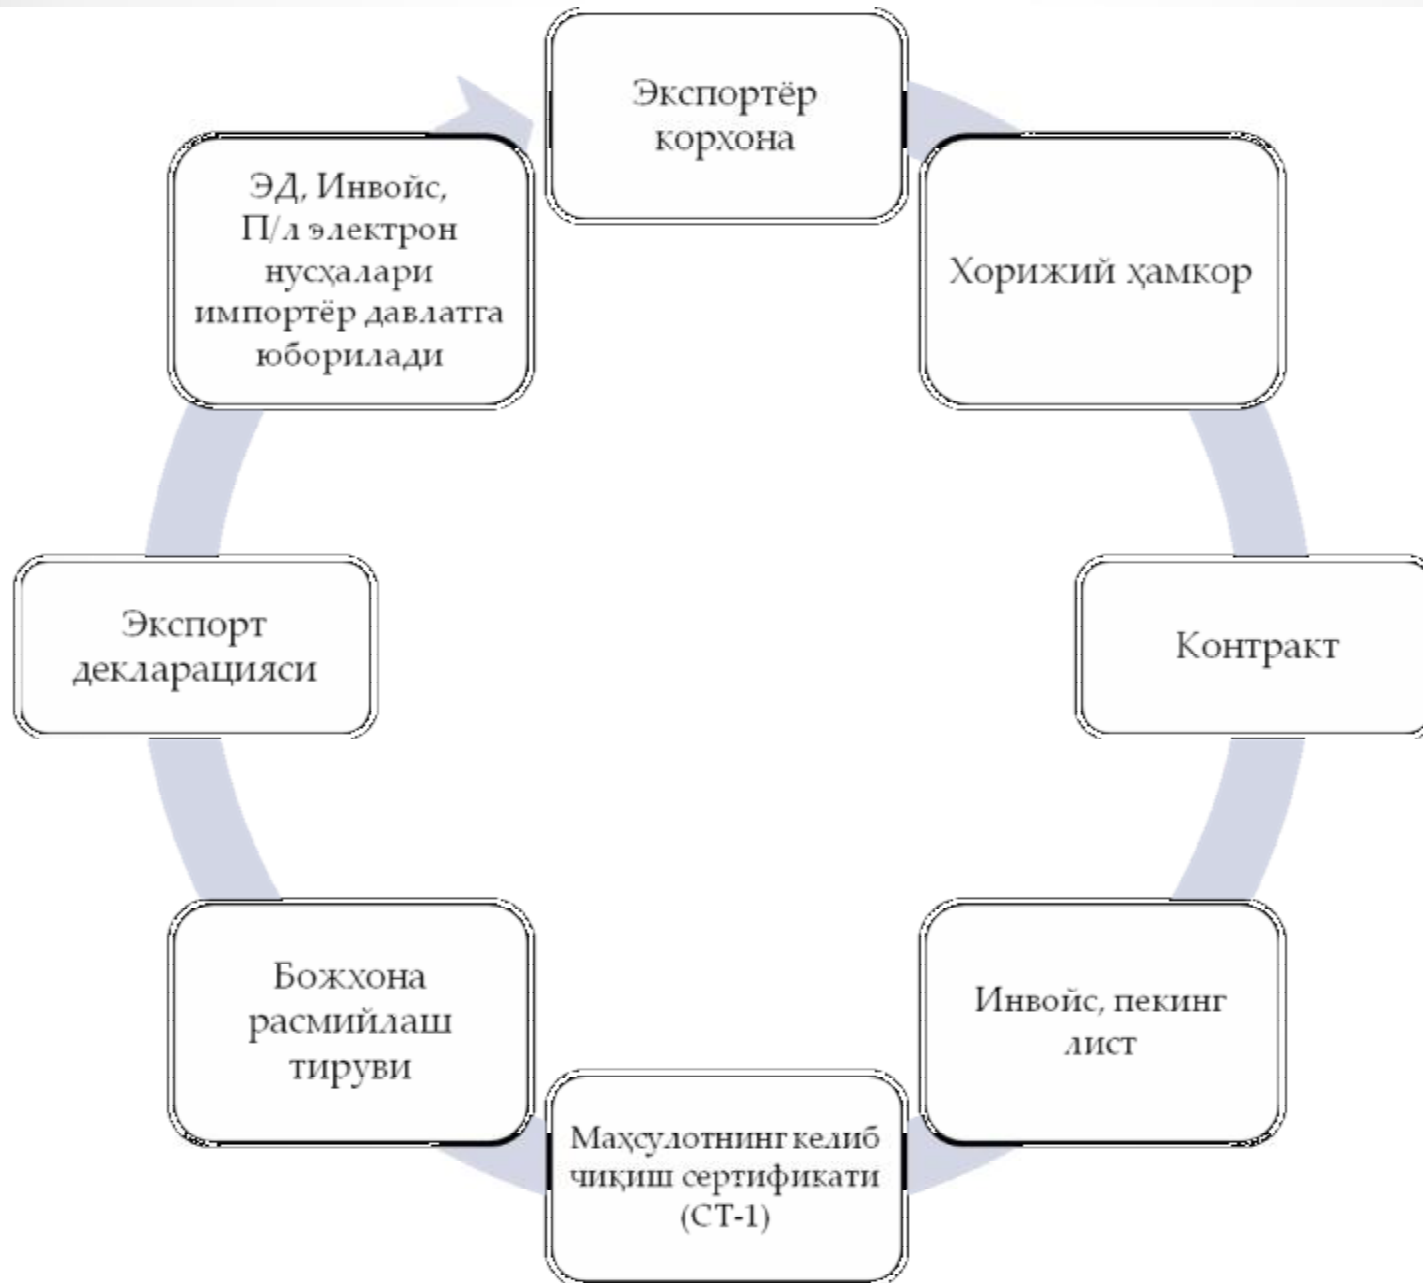 Экспортёр
корхона
Хорижий ҳамкор
Контракт
Инвойс, пекинг
лист
Маҳсулотнинг келиб
чиқиш сертификати
(СТ-1)
Божхона
расмийлаш
тируви
Экспорт
декларацияси
ЭД, Инвойс,
П/л электрон
нусҳалари
импортёр давлатга
юборилади